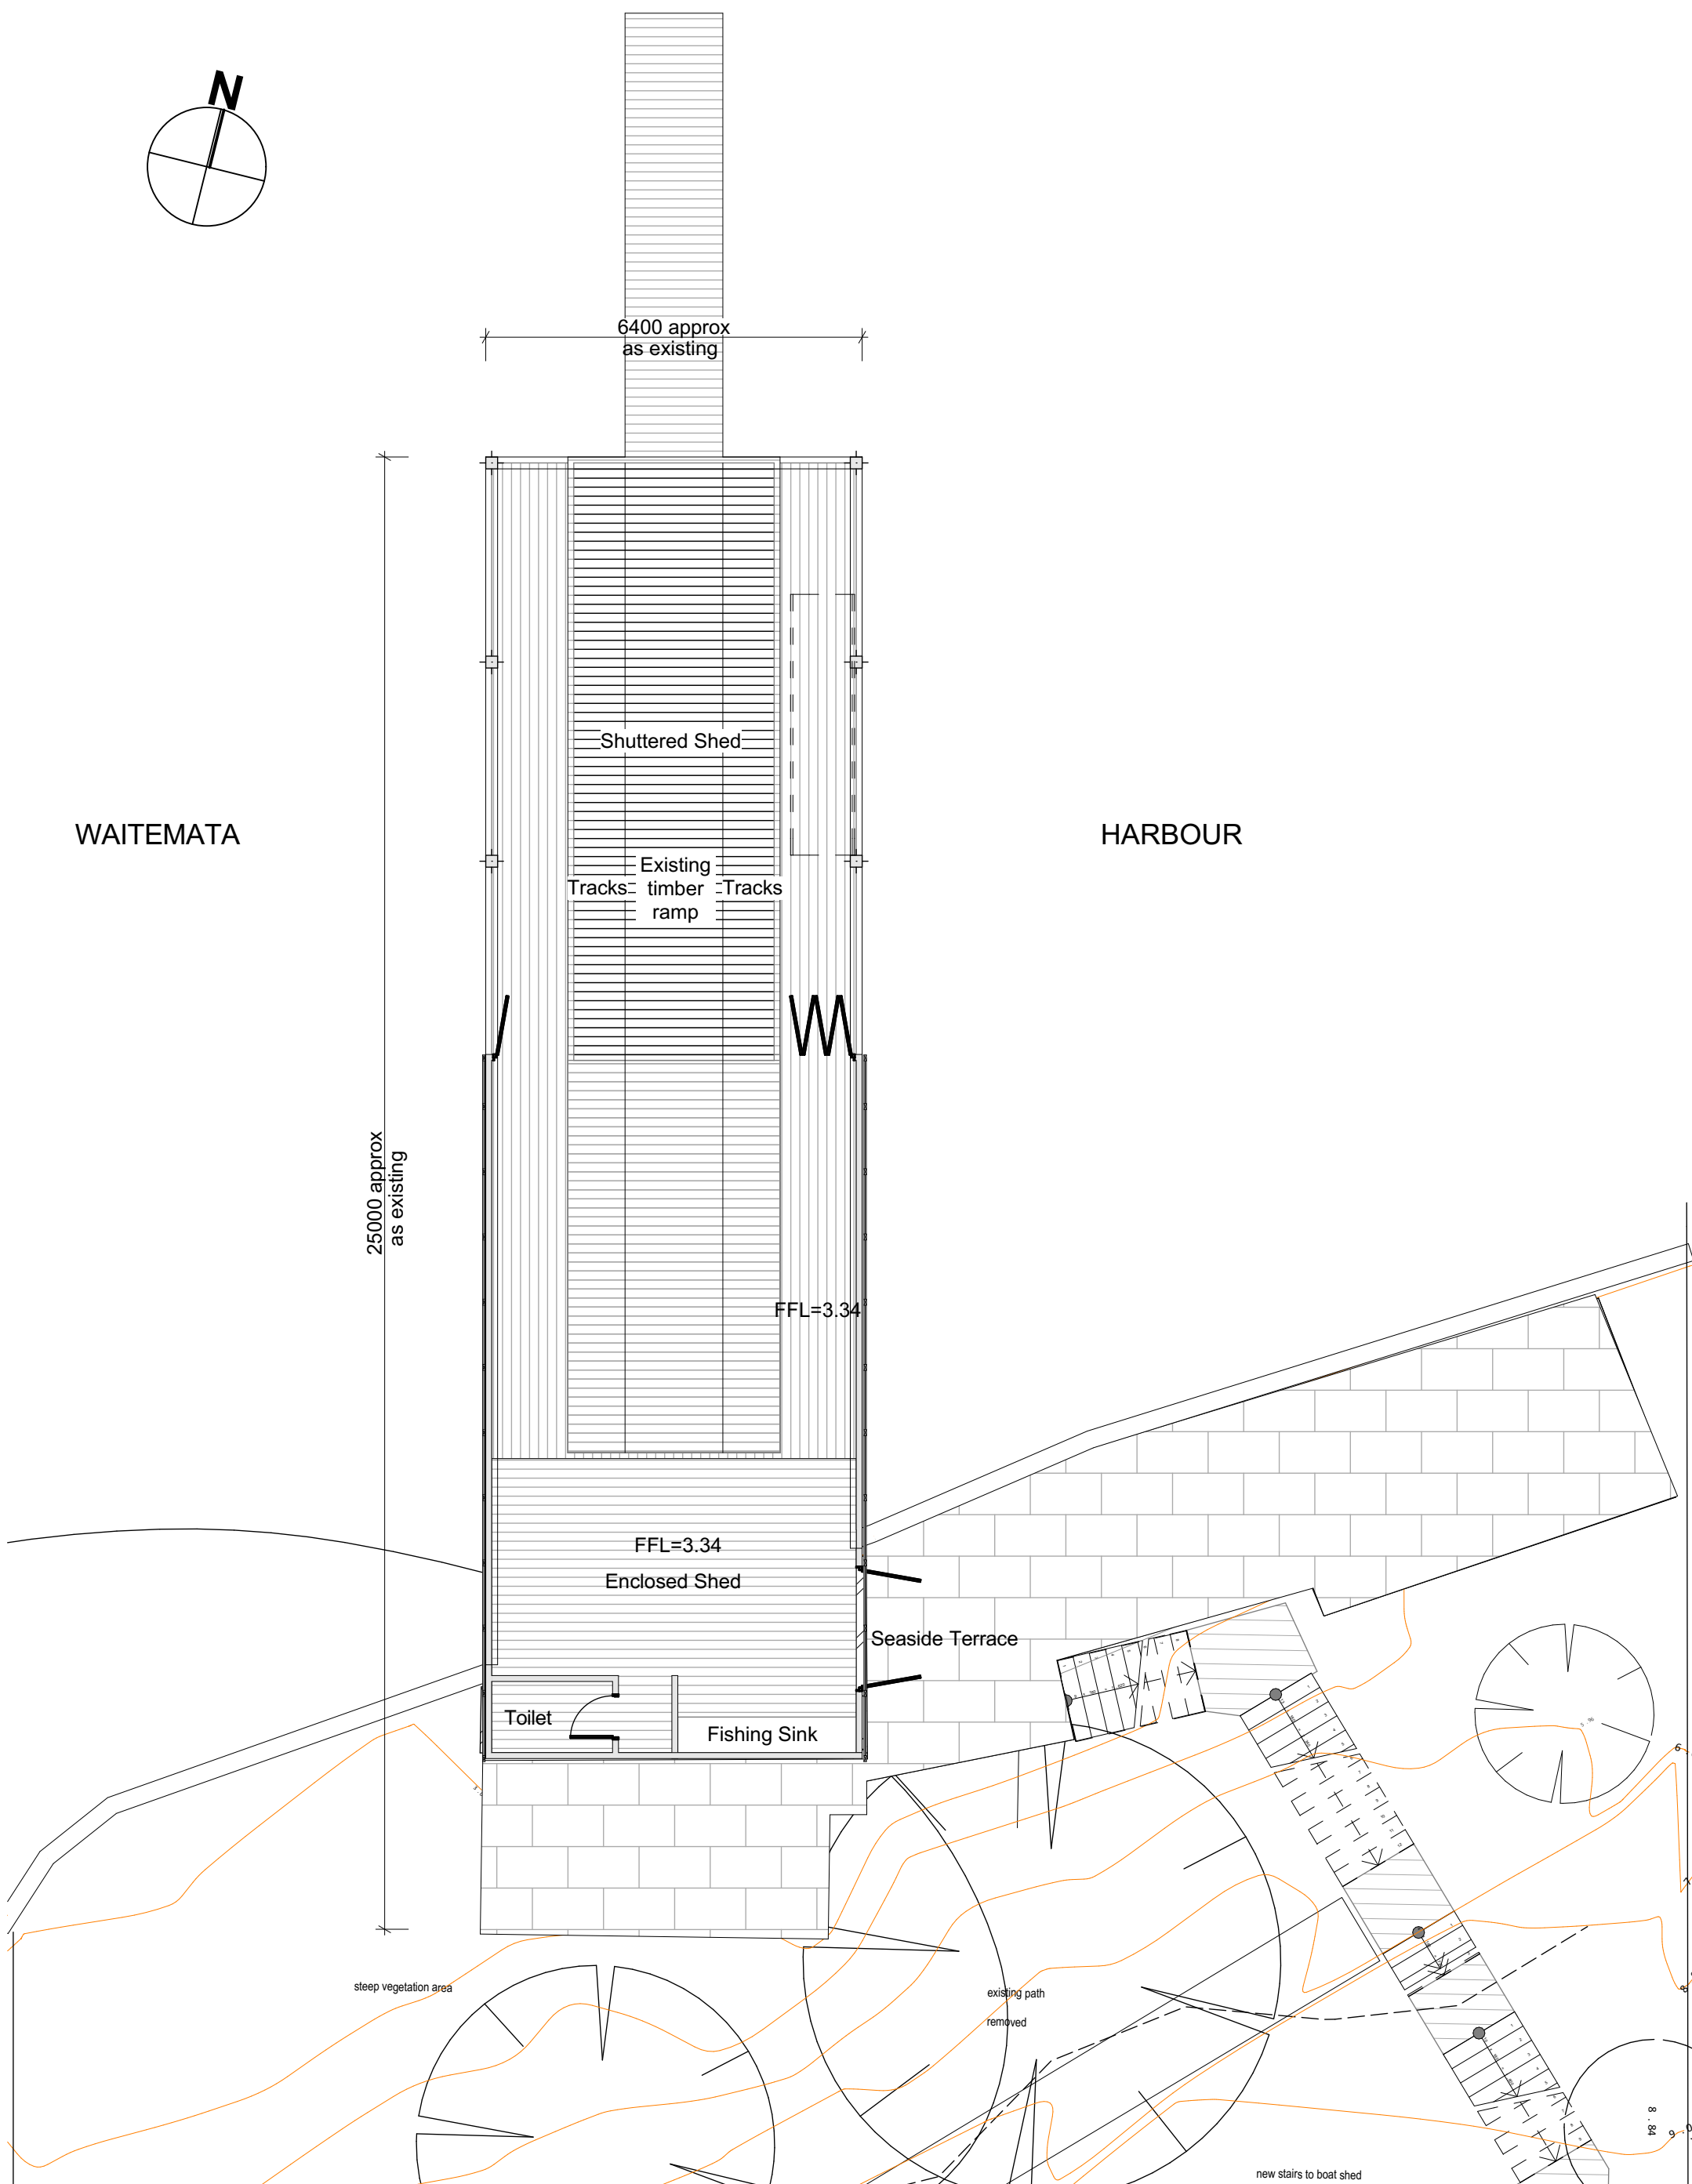 N
6400 approx
as existing
Shuttered Shed
WAITEMATA
HARBOUR
Existing
timber
ramp
Tracks
Tracks
25000 approx
as existing
FFL=3.34
FFL=3.34
Enclosed Shed
Seaside Terrace
Toilet
Fishing Sink
steep vegetation area
existing path
removed
8.84
new stairs to boat shed